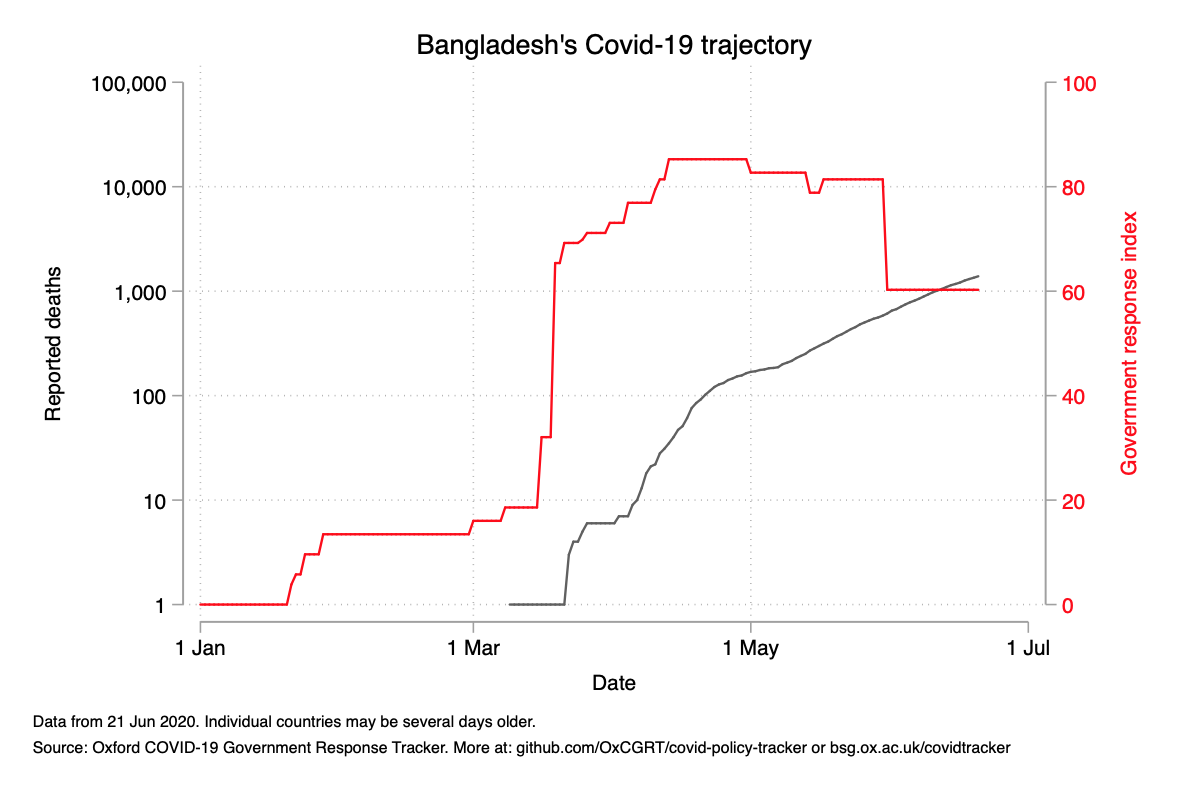 Bangladesh's Covid-19 trajectory
100,000
10,000
1,000
100
10
1
Reported deaths
100
80
60
40
20
0
Government response index
1 Jan
1 Mar
1 May
1 Jul
Date
Data from 21 Jun 2020. Individual countries may be several days older.
Source: Oxford COVID-19 Government Response Tracker. More at: github.com/OxCGRT/covid-policy-tracker or bsg.ox.ac.uk/covidtracker